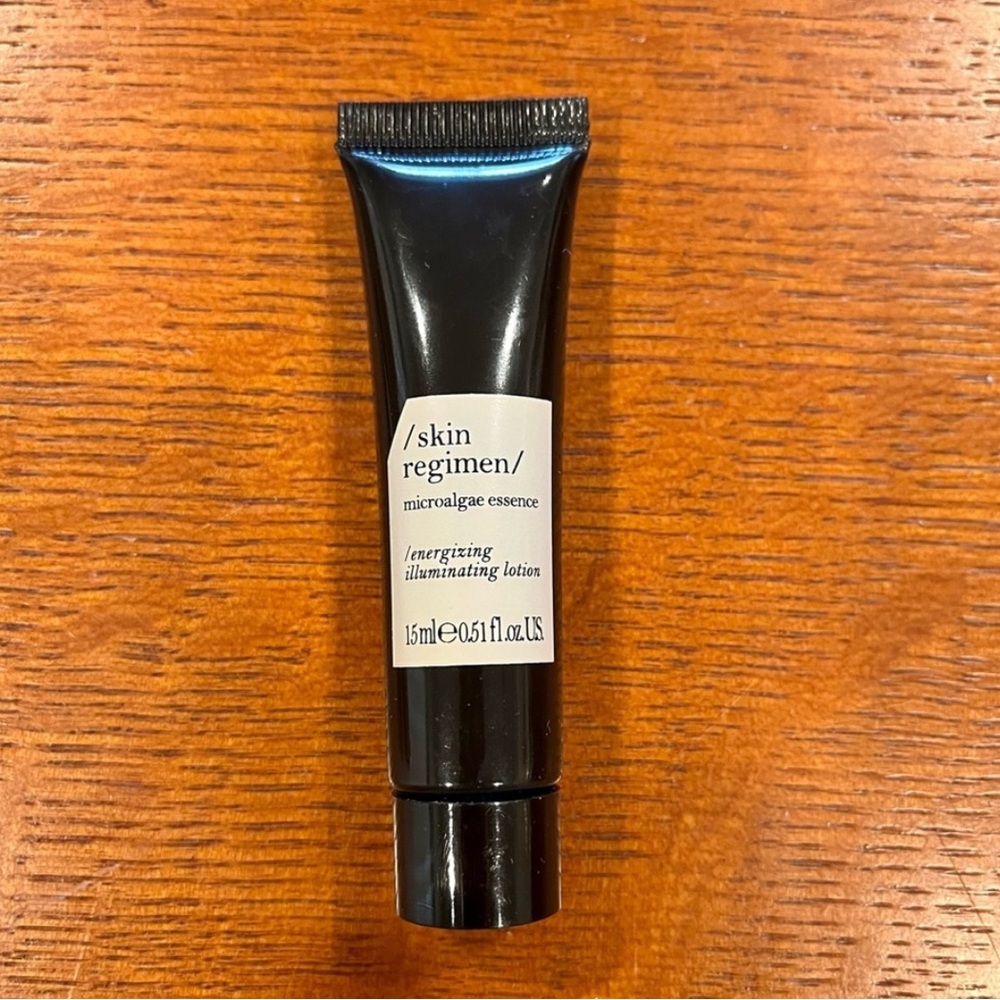 /skin
regimen/
microalgae essence
/energizing
illuminating lotion
15ml℮0.51 fl.oz.US.